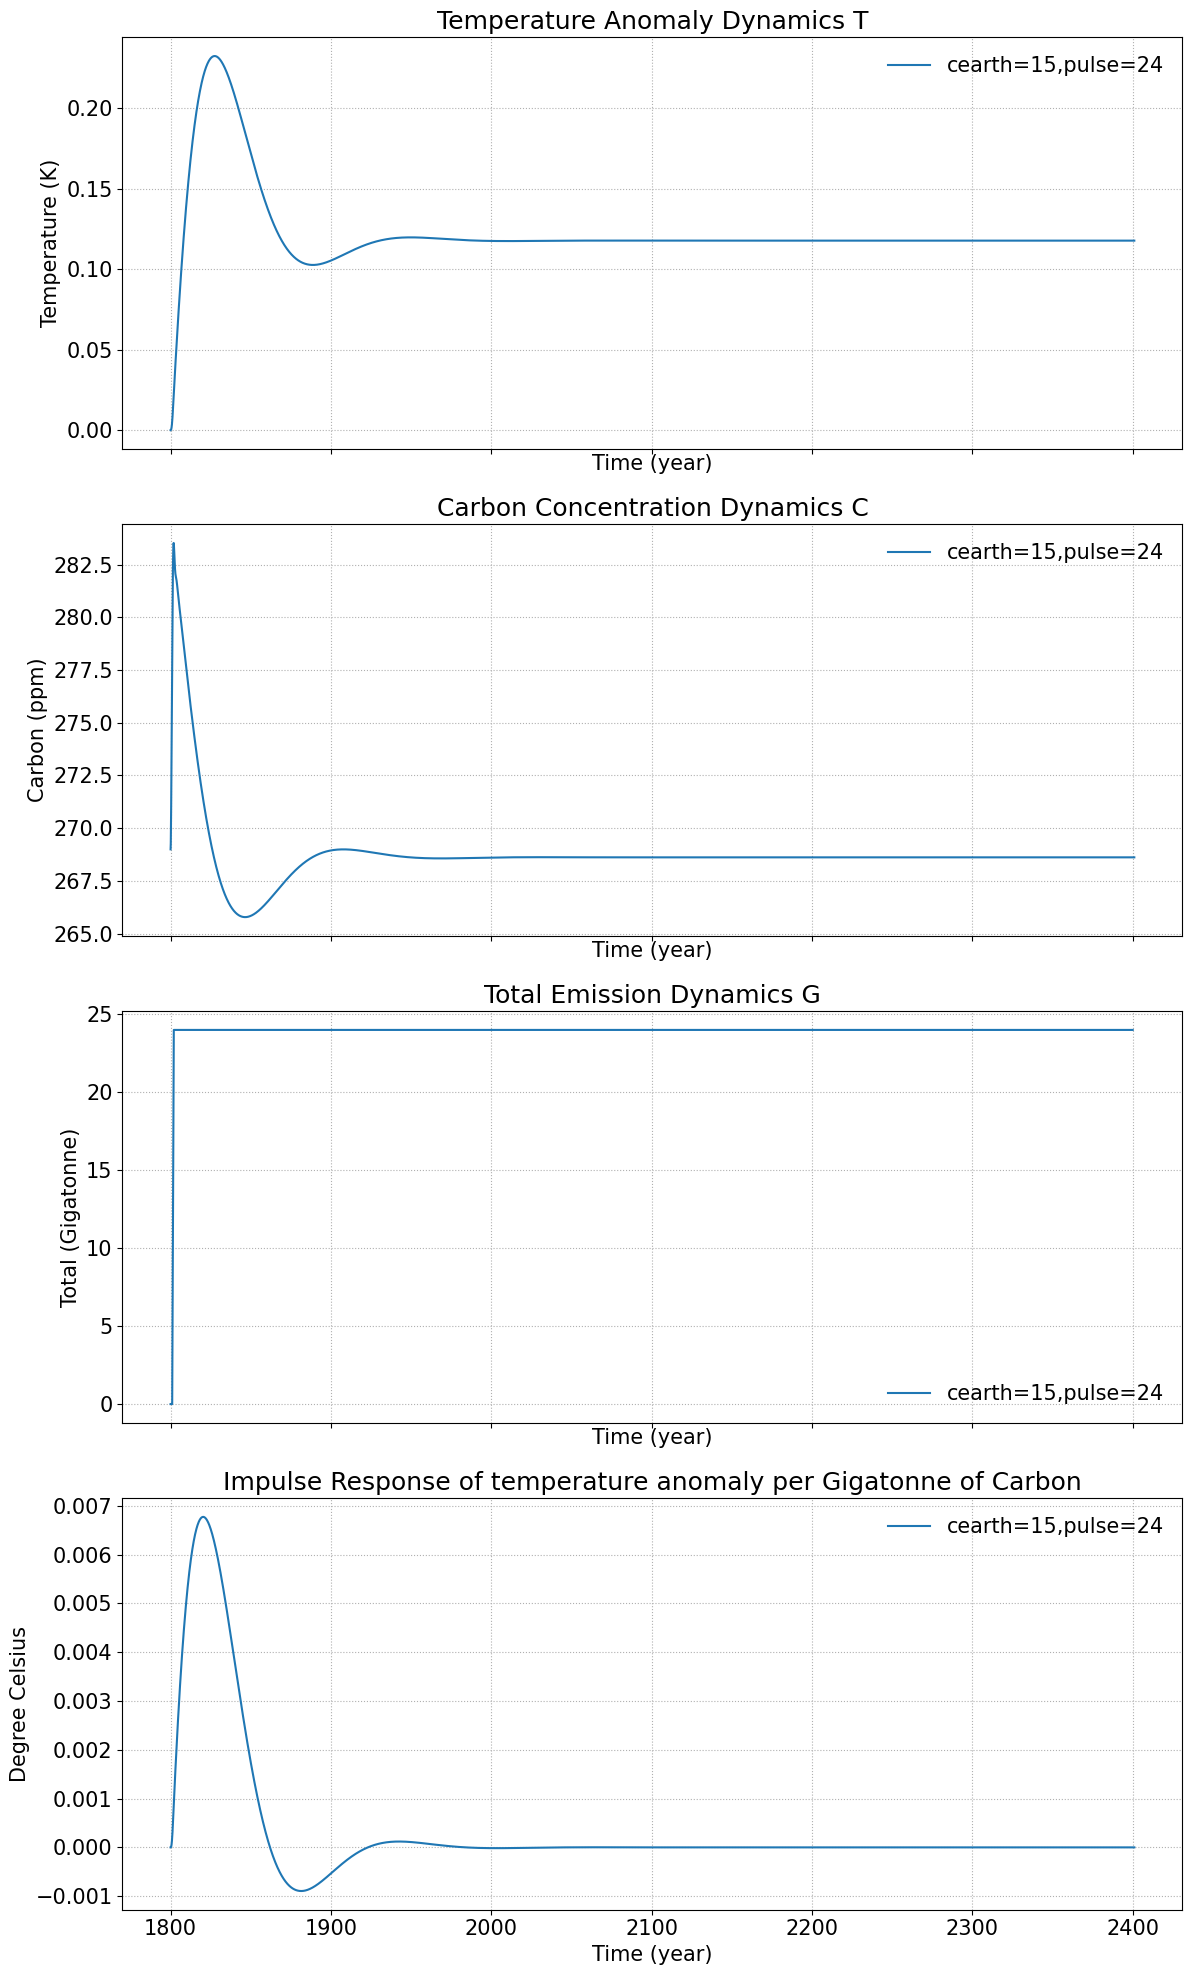 Temperature Anomaly Dynamics T
cearth=15,pulse=24
0.20
0.15
0.10
0.05
0.00
Temperature (K)
Time (year)
Carbon Concentration Dynamics C
cearth=15,pulse=24
282.5
280.0
277.5
275.0
272.5
270.0
267.5
265.0
Carbon (ppm)
Time (year)
Total Emission Dynamics G
25
20
15
10
5
0
Total (Gigatonne)
cearth=15,pulse=24
Time (year)
Impulse Response of temperature anomaly per Gigatonne of Carbon
cearth=15,pulse=24
0.007
0.006
0.005
0.004
0.003
0.002
0.001
0.000
−0.001
Degree Celsius
1800 1900 2000 2100 2200 2300 2400
Time (year)